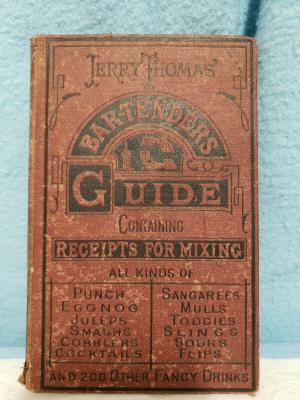 JERRY THOMAS'
BAR-TENDERS
GUIDE
CONTAINING
RECEIPTS FOR MIXING
ALL KINDS OF
PUNCH
EGGNOG
JULEPS
SMASHS
COBBLERS
COCKTAILS
SANGAREES
MULLS
TODDIES
SLINGS
SOURS
FLIPS
AND 200 OTHER FANCY DRINKS